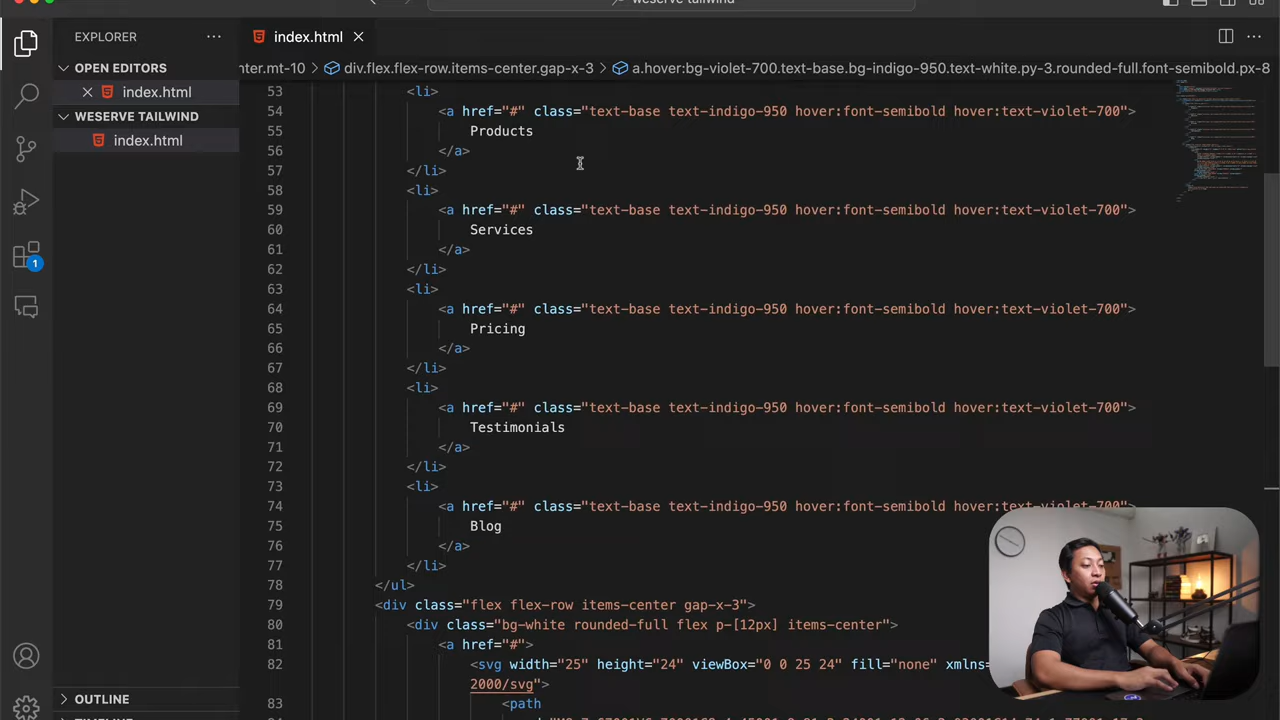 weserve tailwind
EXPLORER
index.html
OPEN EDITORS
nter.mt-10 > div.flex.flex-row.items-center.gap-x-3 > a.hover:bg-violet-700.text-base.bg-indigo-950.text-white.py-3.rounded-full.font-semibold.px-8
index.html
WESERVE TAILWIND
index.html
53 <li>
54 <a href="#" class="text-base text-indigo-950 hover:font-semibold hover:text-violet-700">
55 Products
56 </a>
57 </li>
58 <li>
59 <a href="#" class="text-base text-indigo-950 hover:font-semibold hover:text-violet-700">
60 Services
61 </a>
62 </li>
63 <li>
64 <a href="#" class="text-base text-indigo-950 hover:font-semibold hover:text-violet-700">
65 Pricing
66 </a>
67 </li>
68 <li>
69 <a href="#" class="text-base text-indigo-950 hover:font-semibold hover:text-violet-700">
70 Testimonials
71 </a>
72 </li>
73 <li>
74 <a href="#" class="text-base text-indigo-950 hover:font-semibold hover:text-violet-700">
75 Blog
76 </a>
77 </li>
78 </ul>
79 <div class="flex flex-row items-center gap-x-3">
80 <div class="bg-white rounded-full flex p-[12px] items-center">
81 <a href="#">
82 <svg width="25" height="24" viewBox="0 0 25 24" fill="none" xmlns=
2000/svg">
83 <path
1
OUTLINE